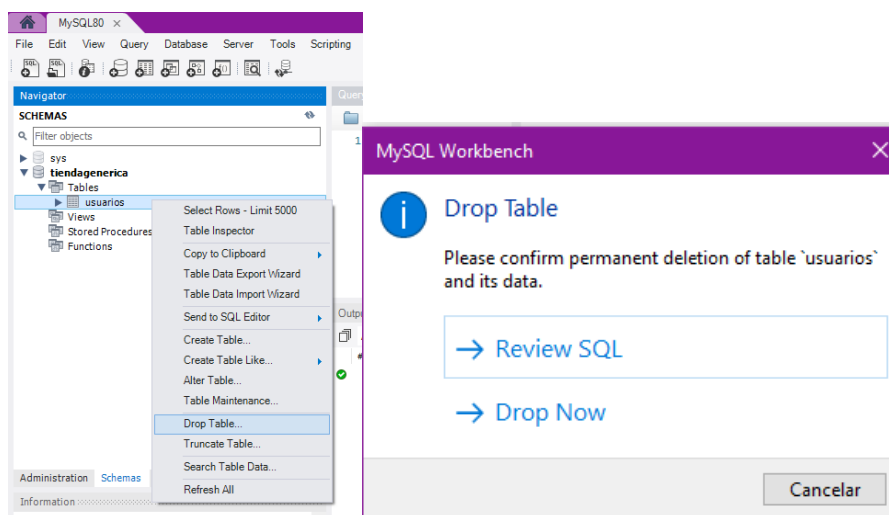 MySQL80 ×
File Edit View Query Database Server Tools Scripting
Navigator
SCHEMAS
Filter objects
sys
tiendagenerica
Tables
usuarios
Views
Stored Procedures
Functions
Administration Schemas
Information
Quer
1
Outpu
#
Select Rows - Limit 5000
Table Inspector
Copy to Clipboard
Table Data Export Wizard
Table Data Import Wizard
Send to SQL Editor
Create Table...
Create Table Like...
Alter Table...
Table Maintenance...
Drop Table...
Truncate Table...
Search Table Data...
Refresh All
MySQL Workbench
Drop Table
Please confirm permanent deletion of table `usuarios`
and its data.
→ Review SQL
→ Drop Now
Cancelar